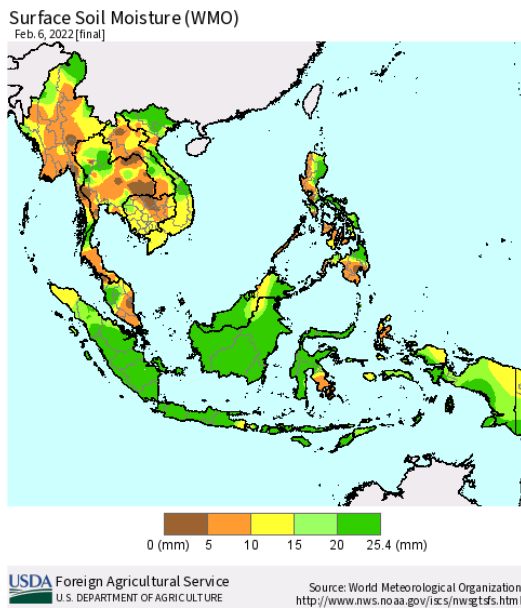 Surface Soil Moisture (WMO)
Feb. 6, 2022 [final]
0 (mm) 5 10 15 20 25.4 (mm)
USDA Foreign Agricultural Service
U.S. DEPARTMENT OF AGRICULTURE
Source: World Meteorological Organization
http://www.nws.noaa.gov/iscs/nwsgtsfs.html